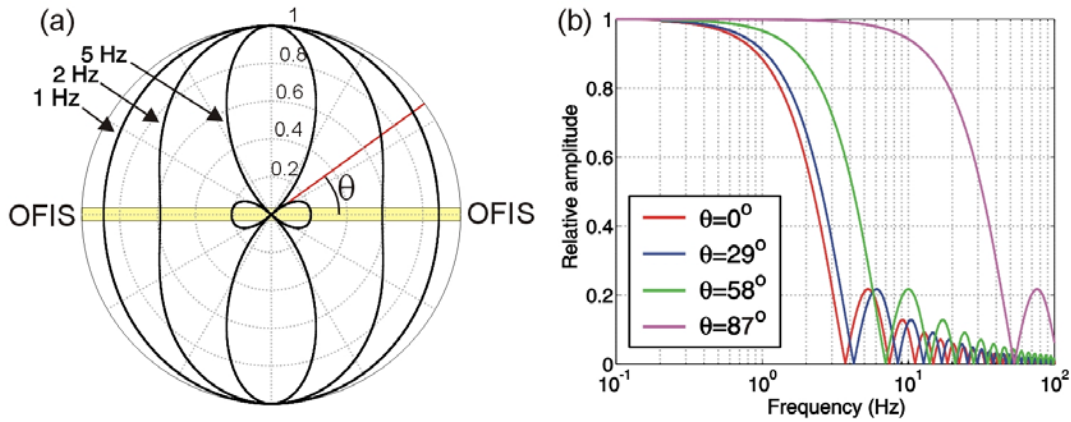 (a)
1
5 Hz
2 Hz
1 Hz
0.8
0.6
0.4
0.2
θ
OFIS
OFIS
(b)
Relative amplitude
1
0.8
0.6
0.4
0.2
0
θ=0°
θ=29°
θ=58°
θ=87°
10⁻¹
10⁰
10¹
10²
Frequency (Hz)